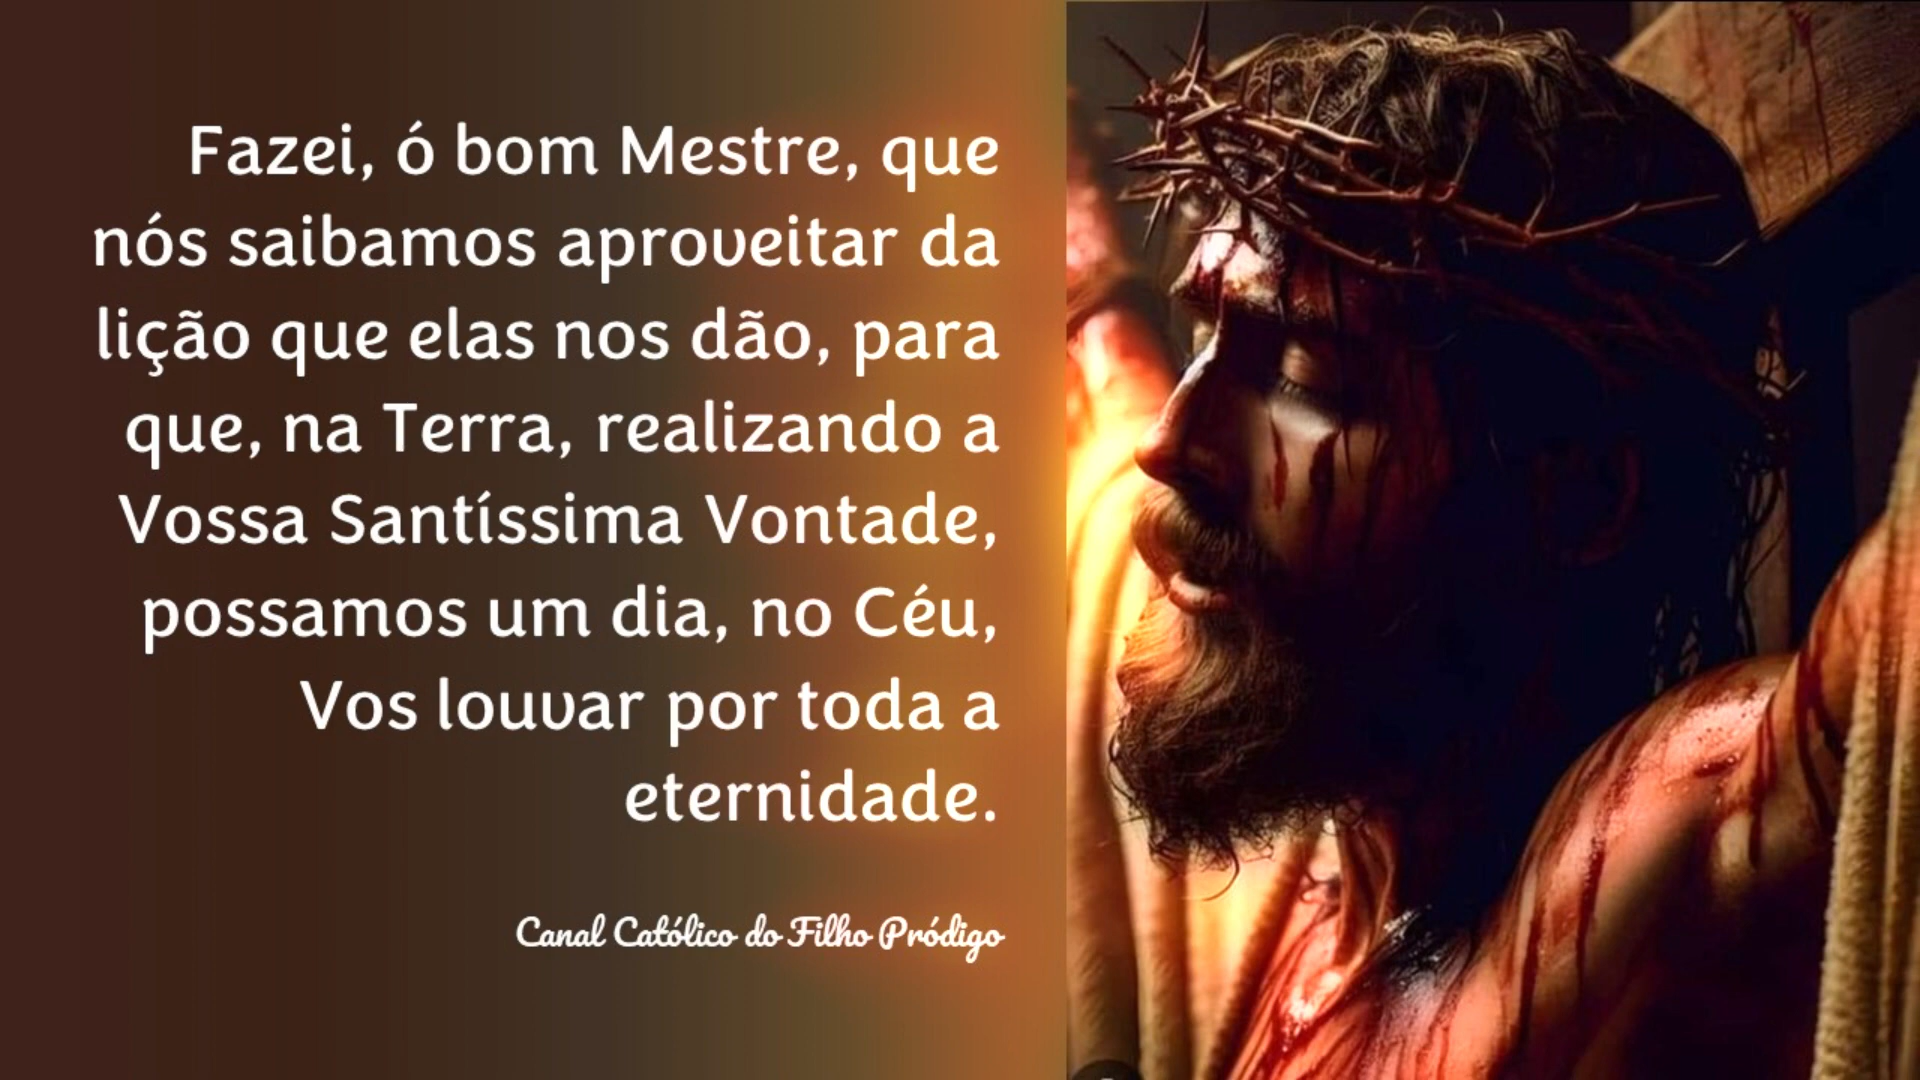 Fazei, ó bom Mestre, que
nós saibamos aproveitar da
lição que elas nos dão, para
que, na Terra, realizando a
Vossa Santíssima Vontade,
possamos um dia, no Céu,
Vos louvar por toda a
eternidade.
Canal Católico do Filho Pródigo